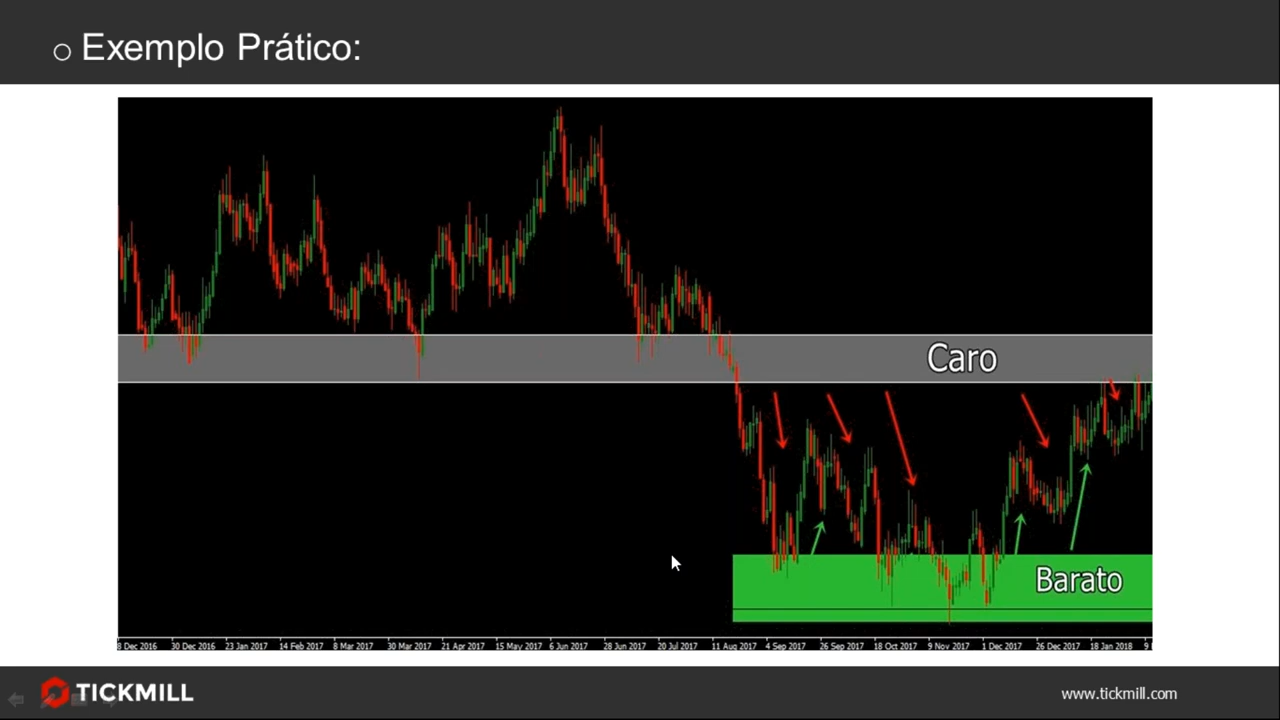 Exemplo Prático:
Caro
Barato
8 Dec 2016 30 Dec 2016 23 Jan 2017 14 Feb 2017 8 Mar 2017 30 Mar 2017 21 Apr 2017 15 May 2017 6 Jun 2017 28 Jun 2017 20 Jul 2017 11 Aug 2017 4 Sep 2017 26 Sep 2017 18 Oct 2017 9 Nov 2017 1 Dec 2017 26 Dec 2017 18 Jan 2018
TICKMILL
www.tickmill.com